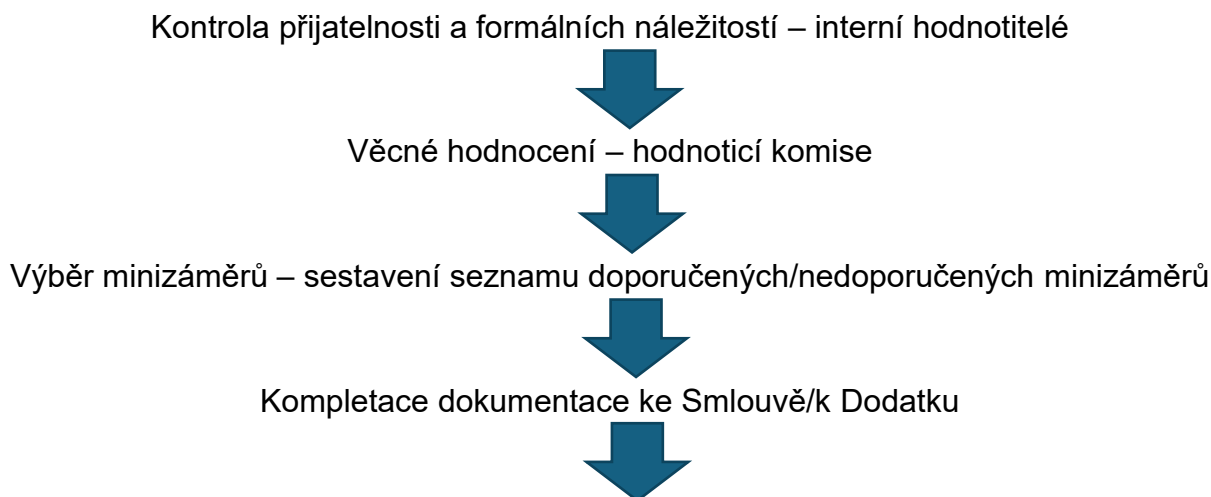 Kontrola přijatelnosti a formálních náležitostí – interní hodnotitelé
Věcné hodnocení – hodnoticí komise
Výběr minizáměrů – sestavení seznamu doporučených/nedoporučených minizáměrů
Kompletace dokumentace ke Smlouvě/k Dodatku